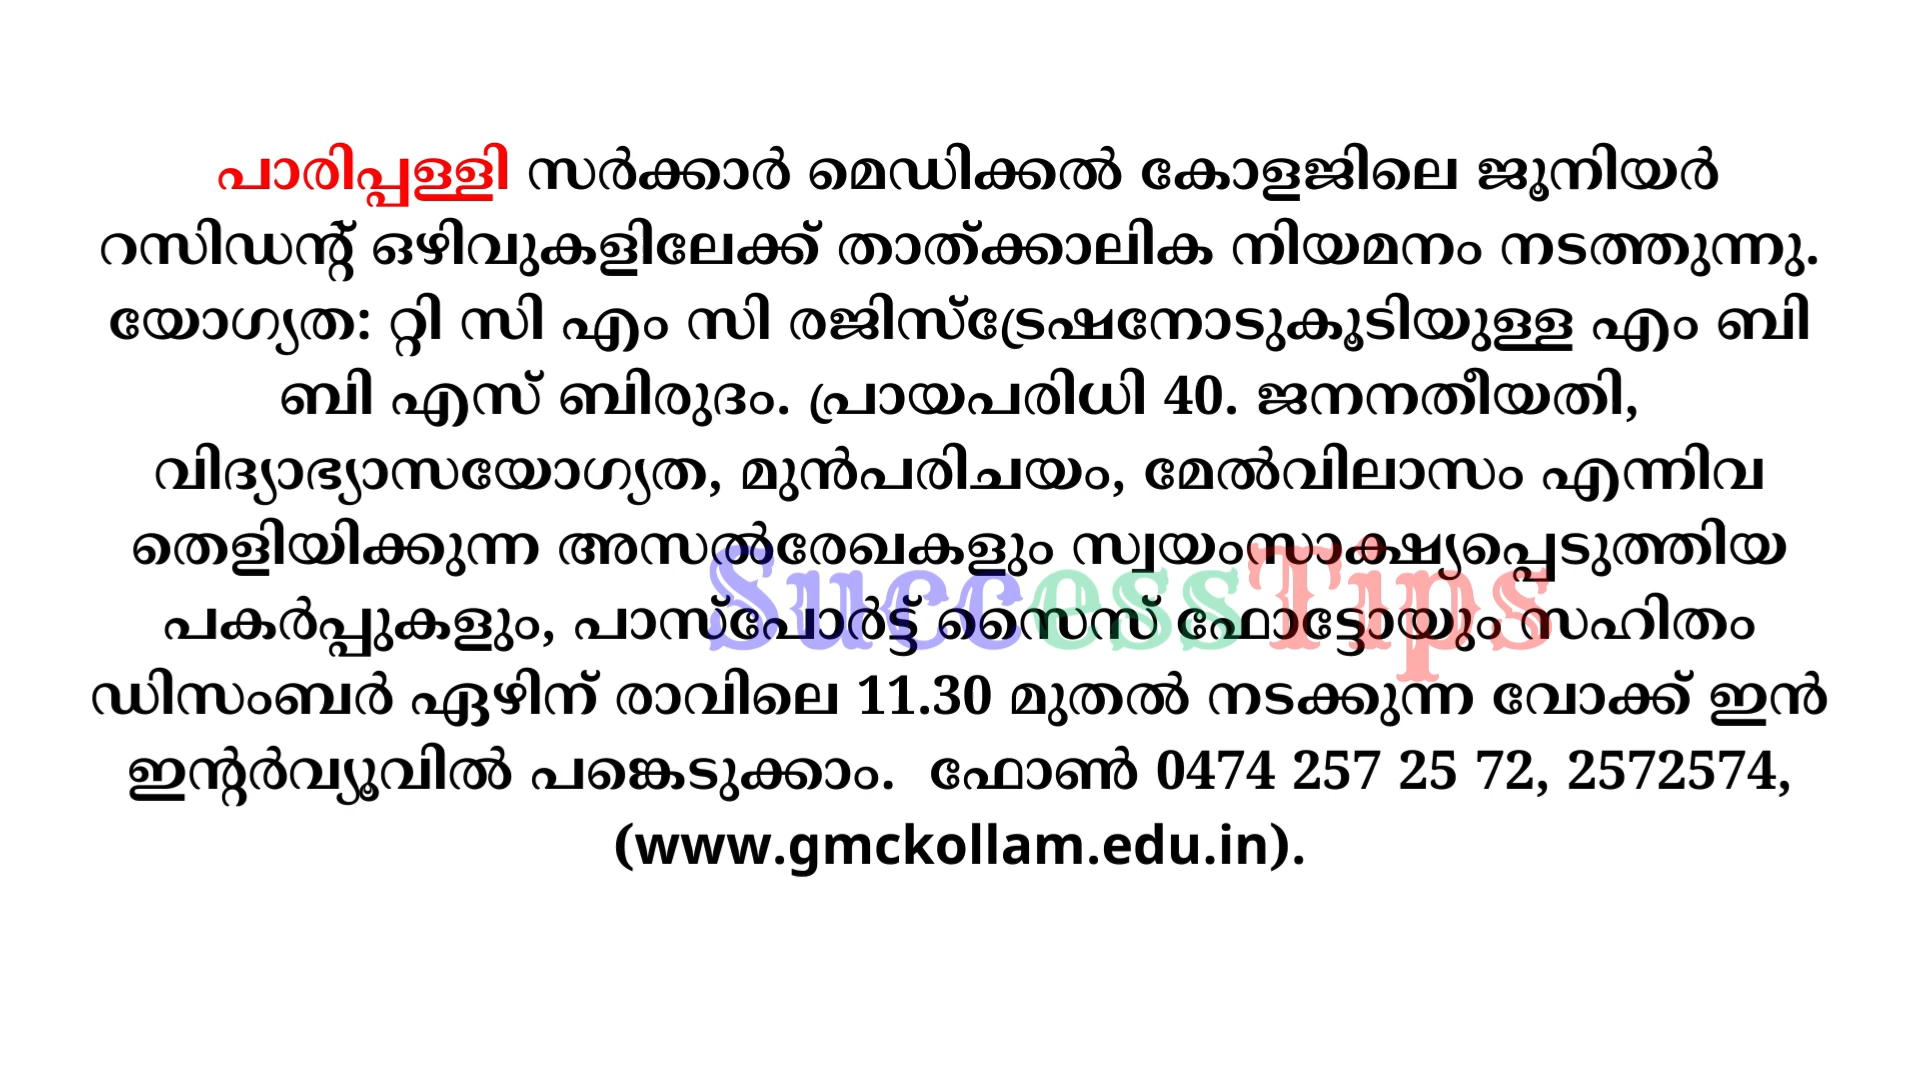 പാരിപ്പള്ളി സർക്കാർ മെഡിക്കൽ കോളജിലെ ജൂനിയർ
റസിഡന്റ് ഒഴിവുകളിലേക്ക് താത്ക്കാലിക നിയമനം നടത്തുന്നു.
യോഗ്യത: റ്റി സി എം സി രജിസ്ട്രേഷനോടുകൂടിയുള്ള എം ബി
ബി എസ് ബിരുദം. പ്രായപരിധി 40. ജനനതീയതി,
വിദ്യാഭ്യാസയോഗ്യത, മുൻപരിചയം, മേൽവിലാസം എന്നിവ
തെളിയിക്കുന്ന അസൽരേഖകളും സ്വയംസാക്ഷ്യപ്പെടുത്തിയ
SuccessTips
പകർപ്പുകളും, പാസ്പോർട്ട് സൈസ് ഫോട്ടോയും സഹിതം
ഡിസംബർ ഏഴിന് രാവിലെ 11.30 മുതൽ നടക്കുന്ന വോക്ക് ഇൻ
ഇന്റർവ്യൂവിൽ പങ്കെടുക്കാം.  ഫോൺ 0474 257 25 72, 2572574,
(www.gmckollam.edu.in).